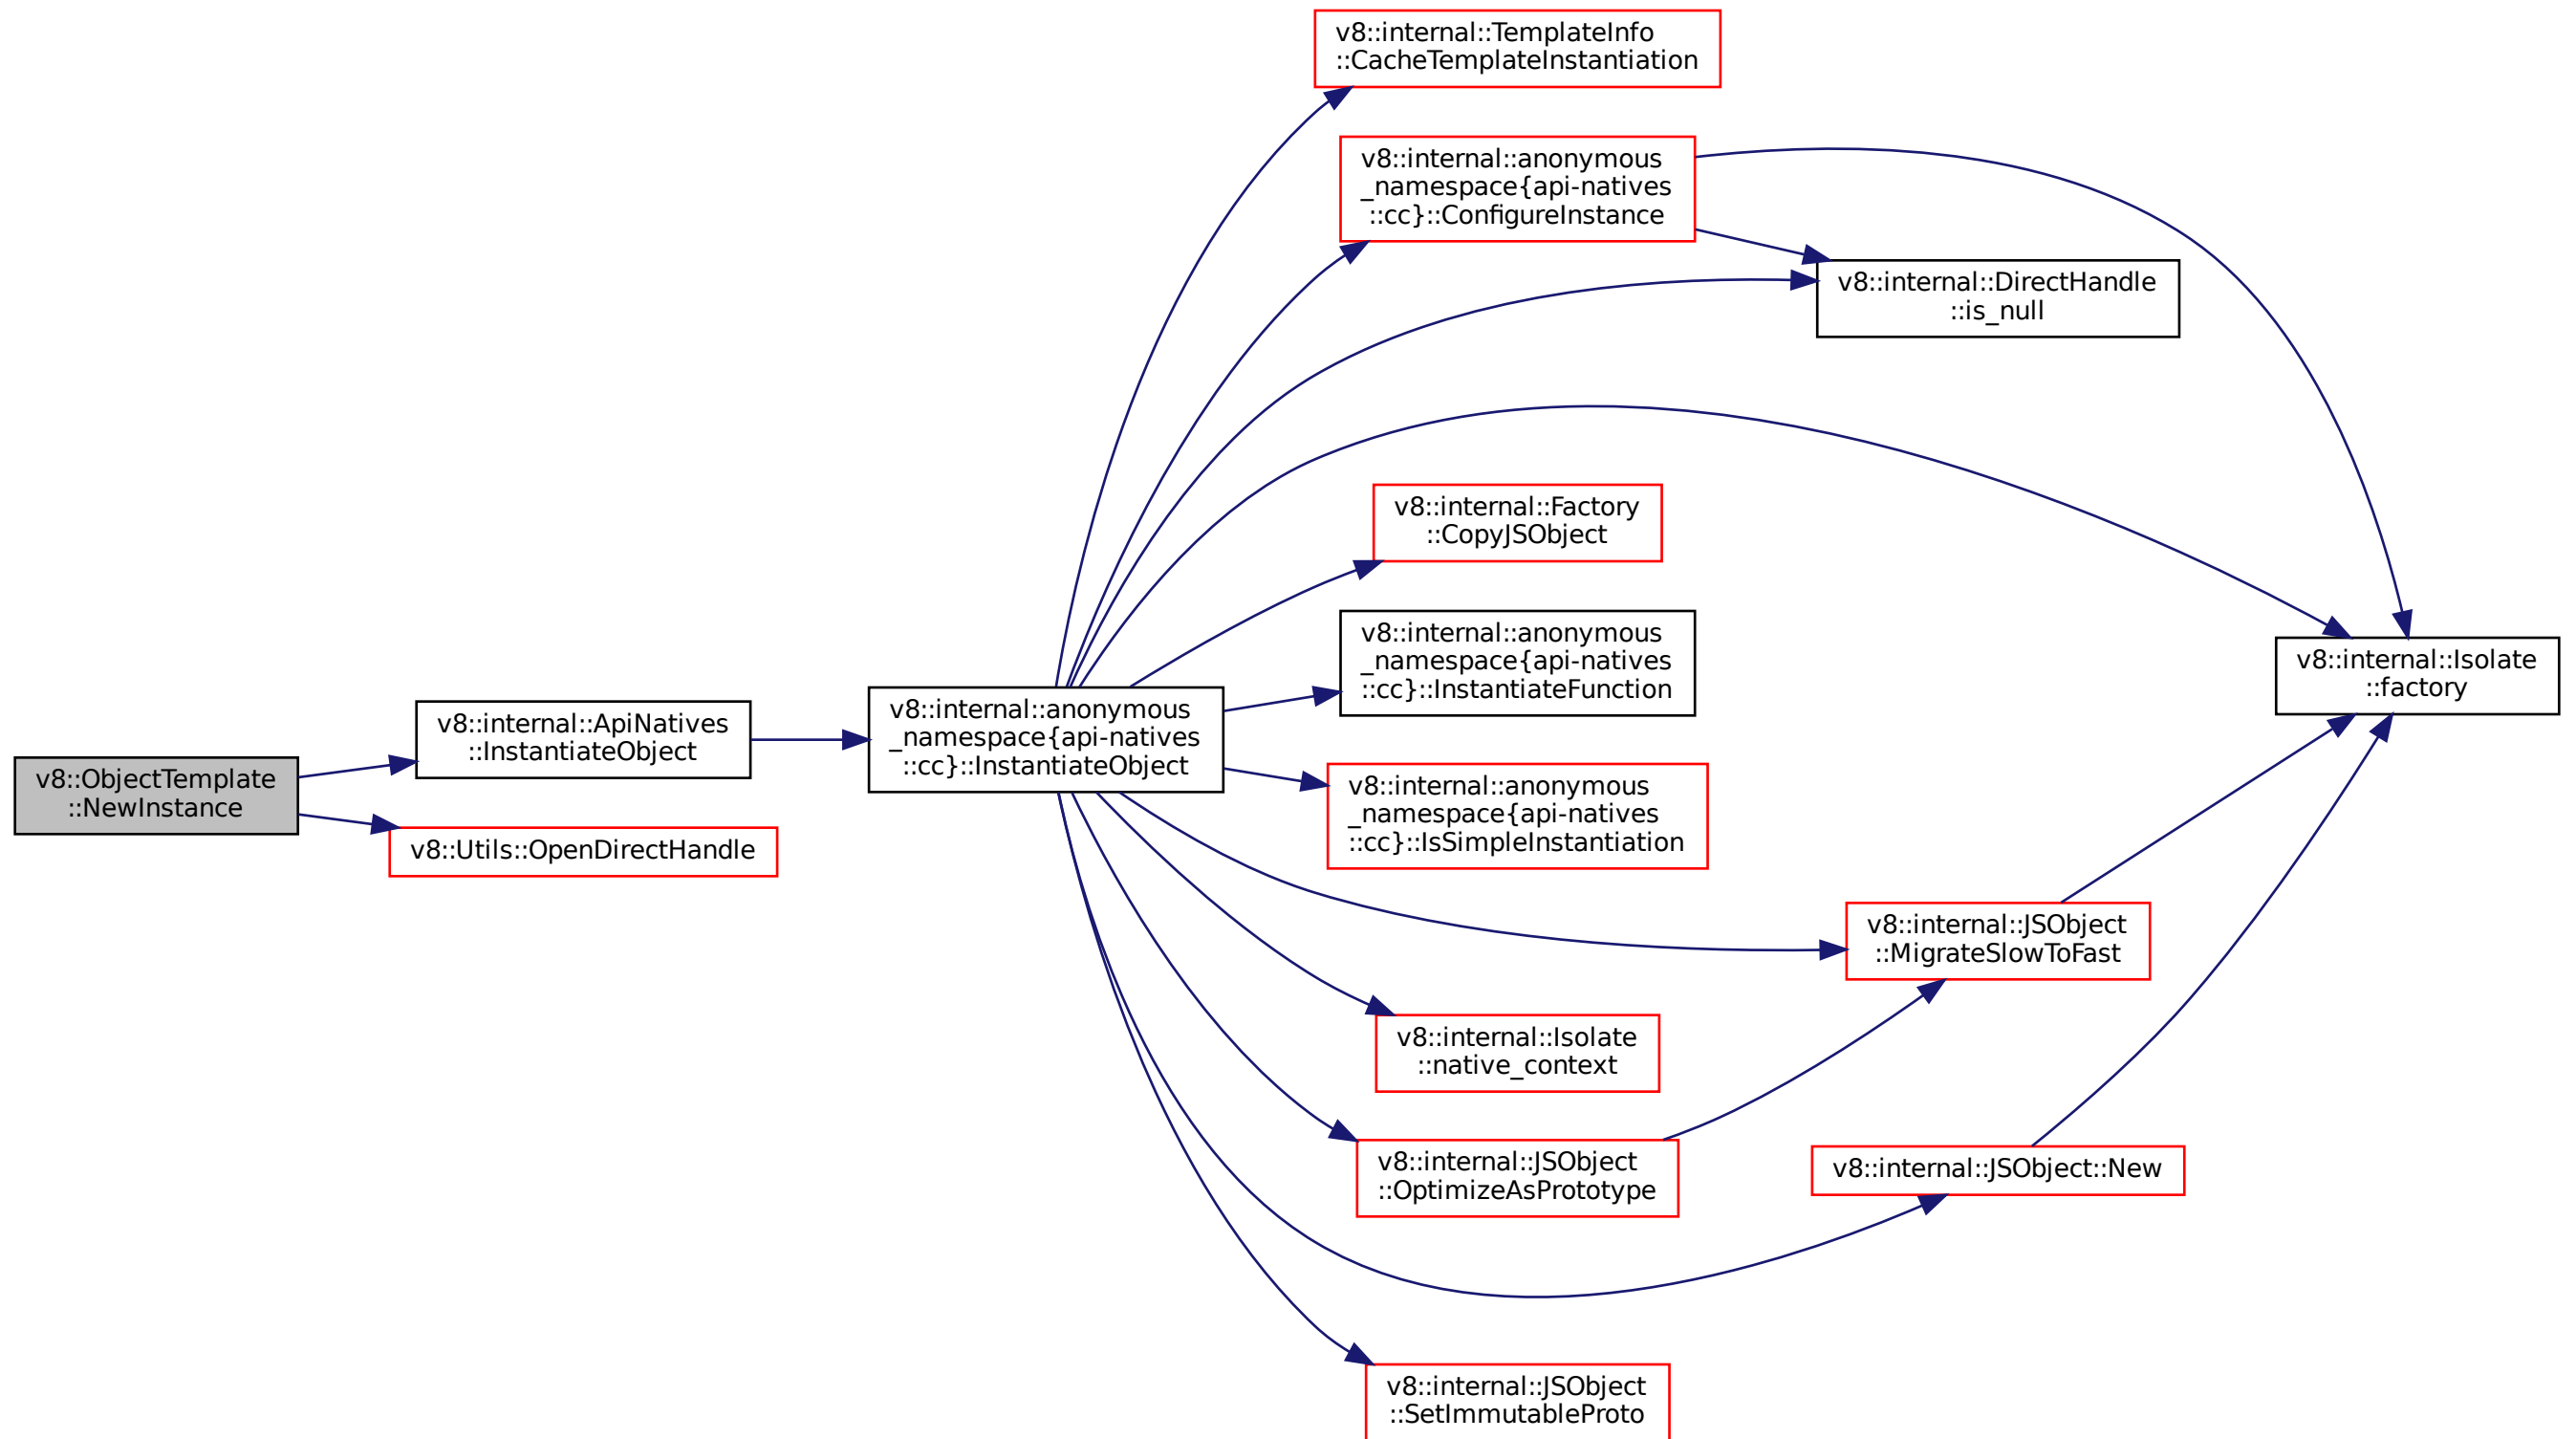 v8::internal::TemplateInfo
::CacheTemplateInstantiation
v8::internal::anonymous
_namespace{api-natives
::cc}::ConfigureInstance
v8::internal::DirectHandle
::is_null
v8::internal::Factory
::CopyJSObject
v8::internal::anonymous
_namespace{api-natives
::cc}::InstantiateFunction
v8::internal::Isolate
::factory
v8::internal::ApiNatives
::InstantiateObject
v8::internal::anonymous
_namespace{api-natives
::cc}::InstantiateObject
v8::ObjectTemplate
::NewInstance
v8::internal::anonymous
_namespace{api-natives
::cc}::IsSimpleInstantiation
v8::Utils::OpenDirectHandle
v8::internal::JSObject
::MigrateSlowToFast
v8::internal::Isolate
::native_context
v8::internal::JSObject
::OptimizeAsPrototype
v8::internal::JSObject::New
v8::internal::JSObject
::SetImmutableProto